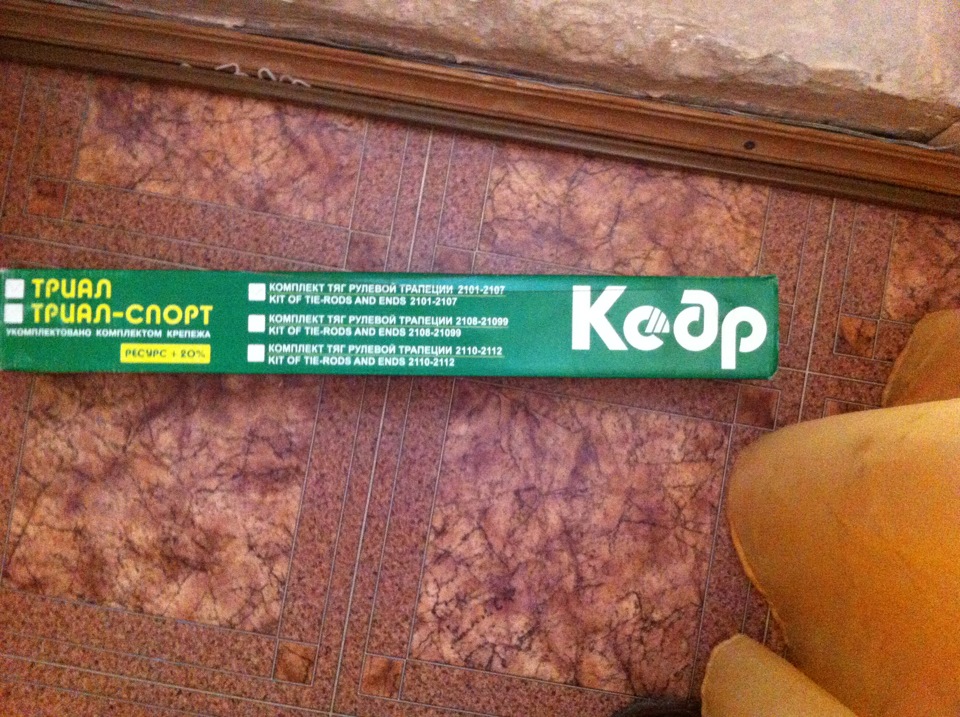 ТРИАЛ
ТРИАЛ-СПОРТ
УКОМПЛЕКТОВАНО КОМПЛЕКТОМ КРЕПЕЖА
РЕСУРС + 20%
КОМПЛЕКТ ТЯГ РУЛЕВОЙ ТРАПЕЦИИ 2101-2107
KIT OF TIE-RODS AND ENDS 2101-2107
КОМПЛЕКТ ТЯГ РУЛЕВОЙ ТРАПЕЦИИ 2108-21099
KIT OF TIE-RODS AND ENDS 2108-21099
КОМПЛЕКТ ТЯГ РУЛЕВОЙ ТРАПЕЦИИ 2110-2112
KIT OF TIE-RODS AND ENDS 2110-2112
Кедр